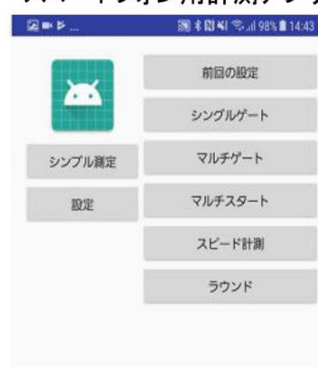 98% 14:43
前回の設定
シングルゲート
シンプル測定
マルチゲート
設定
マルチスタート
スピード計測
ラウンド